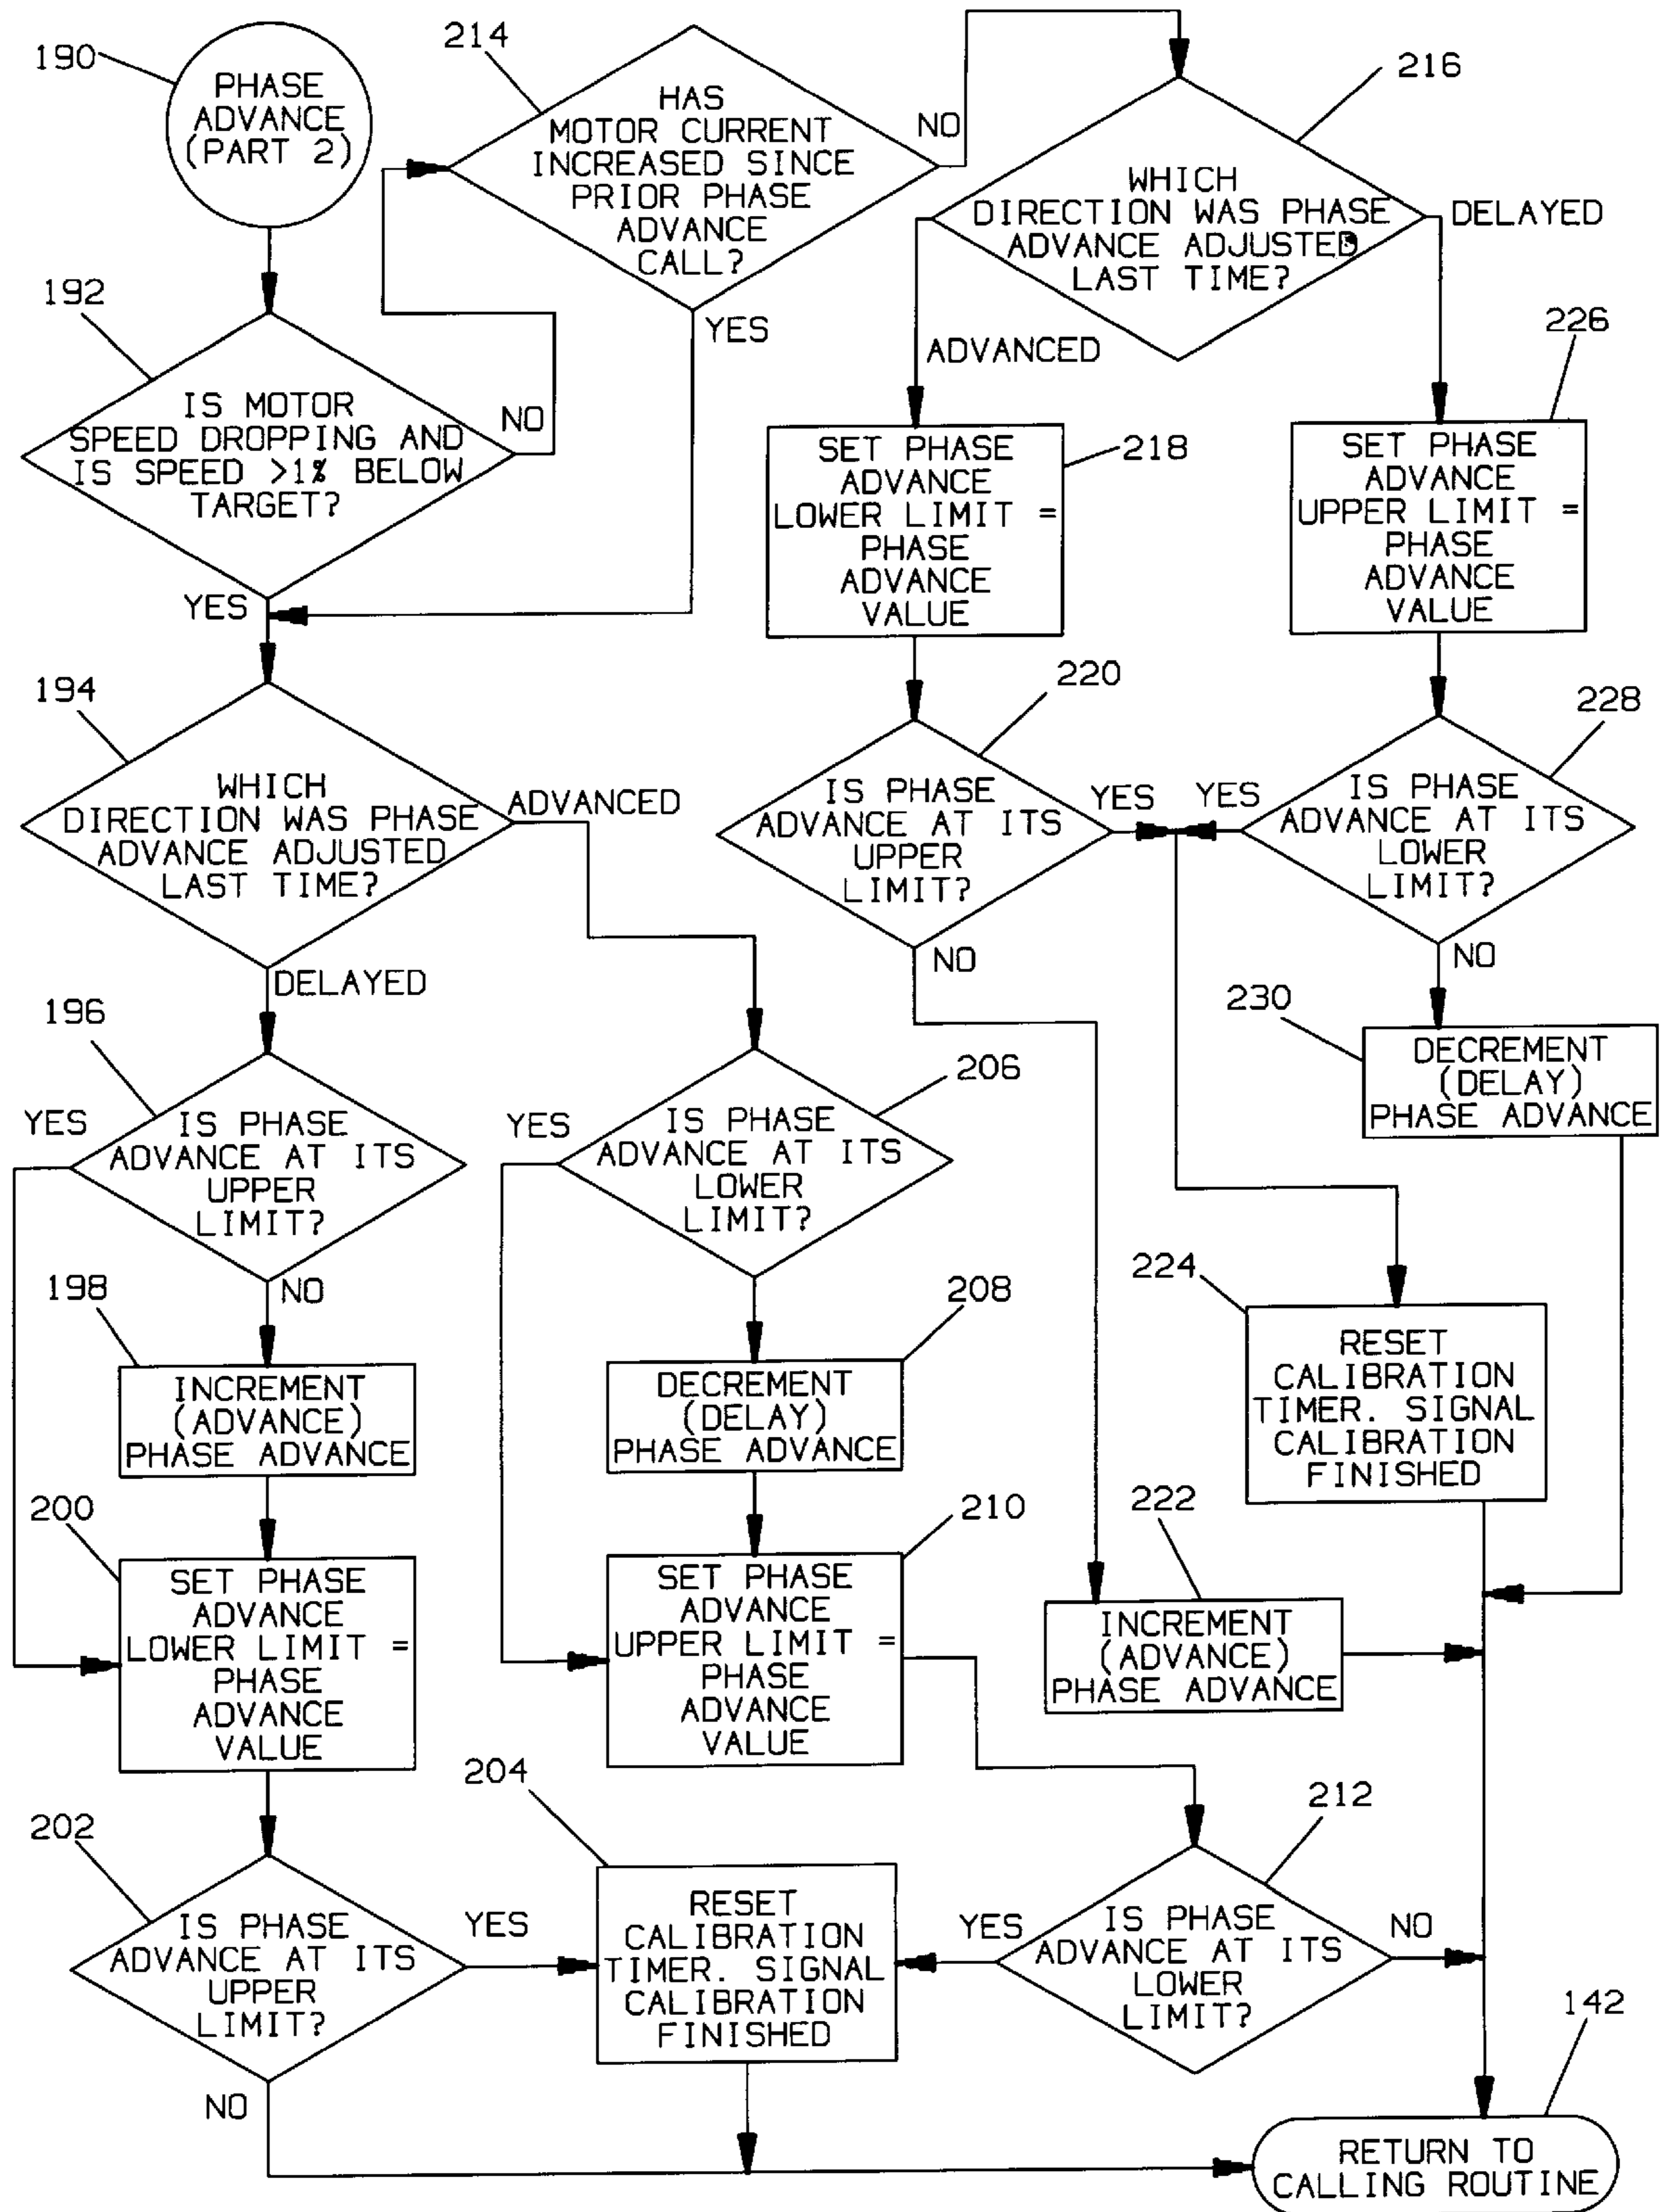 190
PHASE
ADVANCE
(PART 2)
214
HAS
MOTOR CURRENT
INCREASED SINCE
PRIOR PHASE
ADVANCE
CALL?
NO
YES
216
WHICH
DIRECTION WAS PHASE
ADVANCE ADJUSTED
LAST TIME?
DELAYED
ADVANCED
192
IS MOTOR
SPEED DROPPING AND
IS SPEED >1% BELOW
TARGET?
NO
YES
218
SET PHASE
ADVANCE
LOWER LIMIT =
PHASE
ADVANCE
VALUE
226
SET PHASE
ADVANCE
UPPER LIMIT =
PHASE
ADVANCE
VALUE
194
WHICH
DIRECTION WAS PHASE
ADVANCE ADJUSTED
LAST TIME?
ADVANCED
DELAYED
220
IS PHASE
ADVANCE AT ITS
UPPER
LIMIT?
YES
NO
228
YES
IS PHASE
ADVANCE AT ITS
LOWER
LIMIT?
NO
230
DECREMENT
(DELAY)
PHASE ADVANCE
196
YES
IS PHASE
ADVANCE AT ITS
UPPER
LIMIT?
NO
206
YES
IS PHASE
ADVANCE AT ITS
LOWER
LIMIT?
198
INCREMENT
(ADVANCE)
PHASE ADVANCE
208
DECREMENT
(DELAY)
PHASE ADVANCE
224
RESET
CALIBRATION
TIMER. SIGNAL
CALIBRATION
FINISHED
200
SET PHASE
ADVANCE
LOWER LIMIT =
PHASE
ADVANCE
VALUE
210
SET PHASE
ADVANCE
UPPER LIMIT =
PHASE
ADVANCE
VALUE
222
INCREMENT
(ADVANCE)
PHASE ADVANCE
202
IS PHASE
ADVANCE AT ITS
UPPER
LIMIT?
YES
NO
204
RESET
CALIBRATION
TIMER. SIGNAL
CALIBRATION
FINISHED
212
YES
IS PHASE
ADVANCE AT ITS
LOWER
LIMIT?
NO
142
RETURN TO
CALLING ROUTINE